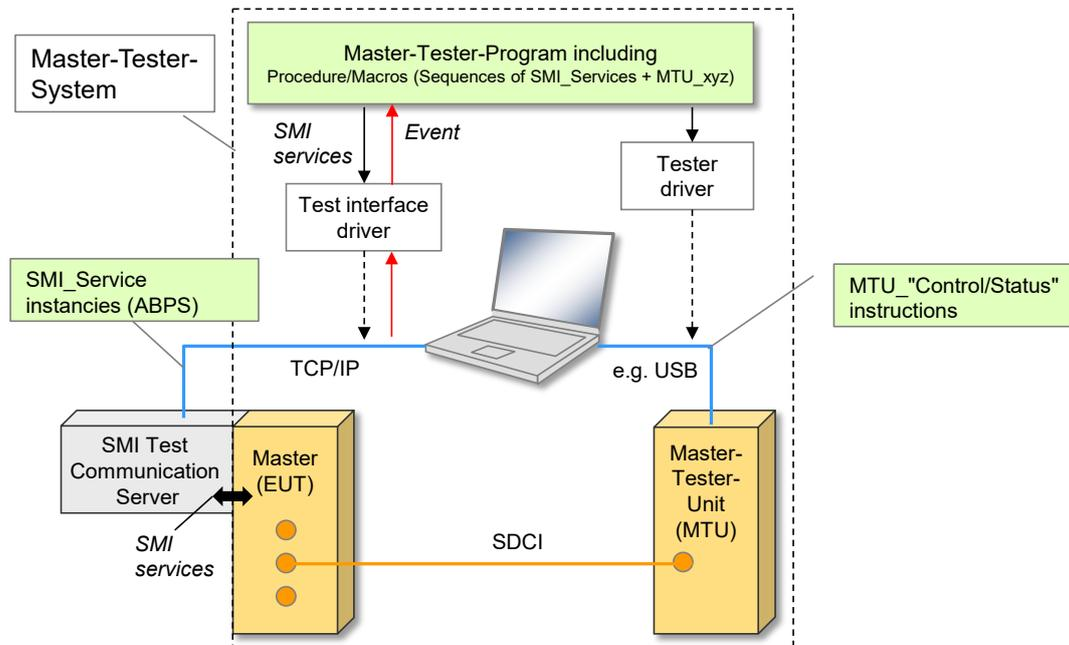 Master-Tester-Program including
Procedure/Macros (Sequences of SMI_Services + MTU_xyz)
Master-Tester-
System
SMI
services
Event
Tester
driver
Test interface
driver
SMI_Service
instancies (ABPS)
MTU_"Control/Status"
instructions
TCP/IP
e.g. USB
SMI Test
Communication
Server
Master
(EUT)
Master-
Tester-
Unit
(MTU)
SMI
services
SDCI